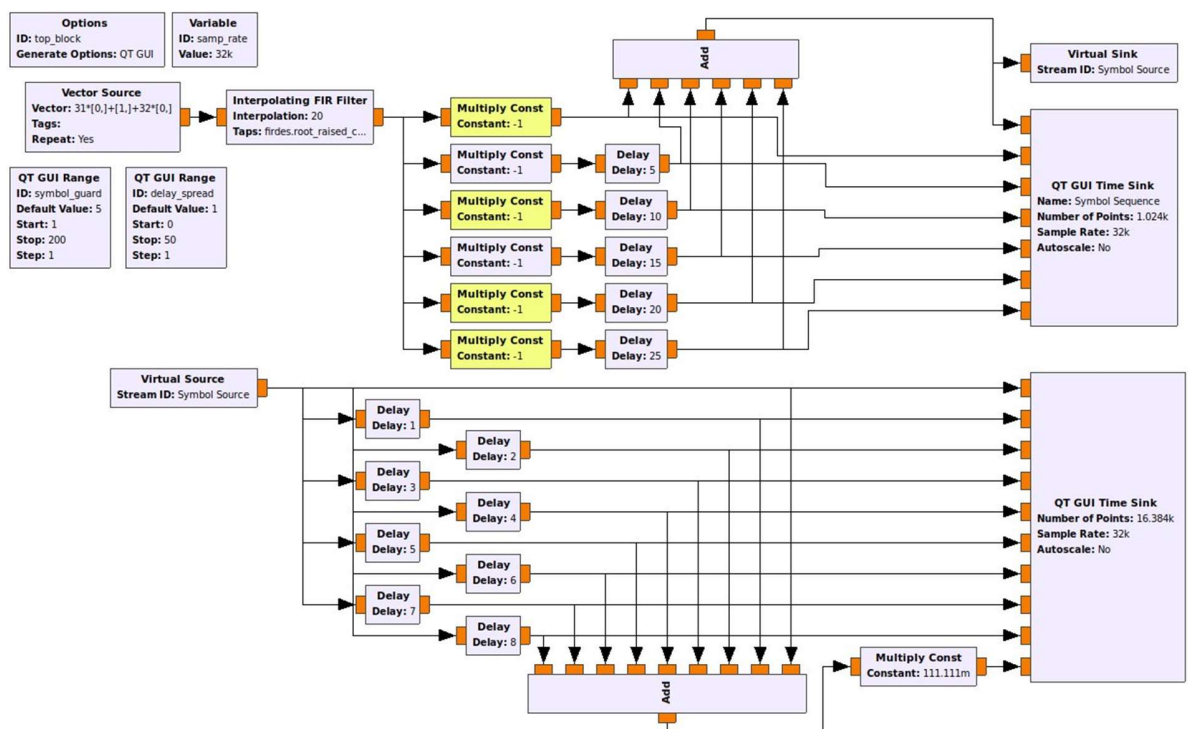 Options
ID: top_block
Generate Options: QT GUI
Variable
ID: samp_rate
Value: 32k
Add
Virtual Sink
Stream ID: Symbol Source
Vector Source
Vector: 31*[0,]+[1,]+32*[0,]
Tags:
Repeat: Yes
Interpolating FIR Filter
Interpolation: 20
Taps: firdes.root_raised_c...
Multiply Const
Constant: -1
Multiply Const
Constant: -1
Delay
Delay: 5
Multiply Const
Constant: -1
Delay
Delay: 10
Multiply Const
Constant: -1
Delay
Delay: 15
Multiply Const
Constant: -1
Delay
Delay: 20
Multiply Const
Constant: -1
Delay
Delay: 25
QT GUI Range
ID: symbol_guard
Default Value: 5
Start: 1
Stop: 200
Step: 1
QT GUI Range
ID: delay_spread
Default Value: 1
Start: 0
Stop: 50
Step: 1
QT GUI Time Sink
Name: Symbol Sequence
Number of Points: 1.024k
Sample Rate: 32k
Autoscale: No
Virtual Source
Stream ID: Symbol Source
Delay
Delay: 1
Delay
Delay: 2
Delay
Delay: 3
Delay
Delay: 4
Delay
Delay: 5
Delay
Delay: 6
Delay
Delay: 7
Delay
Delay: 8
QT GUI Time Sink
Number of Points: 16.384k
Sample Rate: 32k
Autoscale: No
Add
Multiply Const
Constant: 111.111m